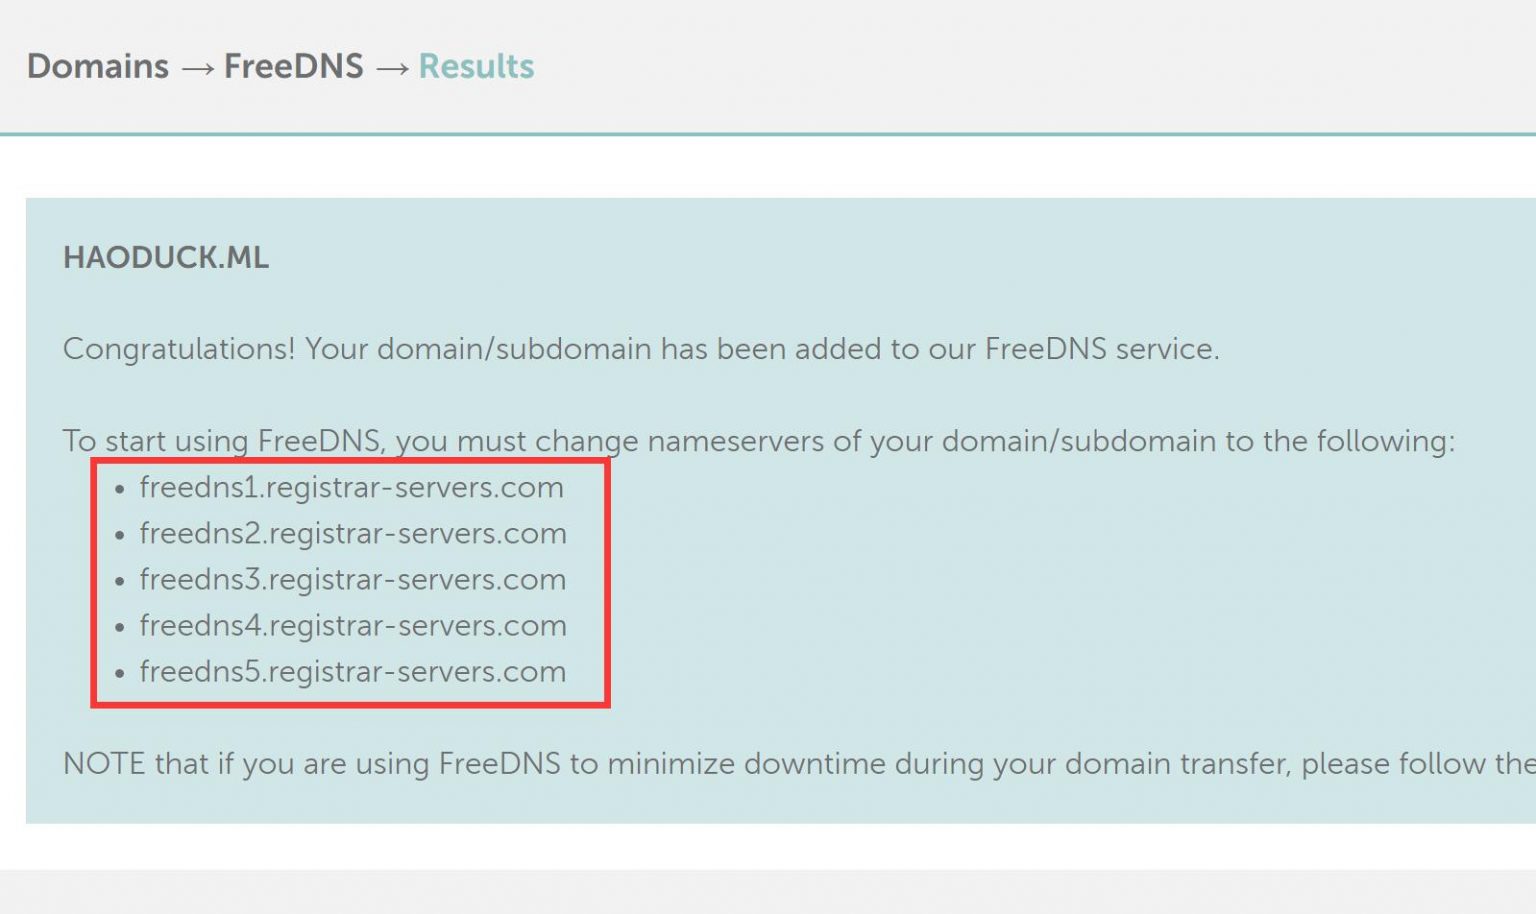 Domains → FreeDNS → Results
HAODUCK.ML
Congratulations! Your domain/subdomain has been added to our FreeDNS service.
To start using FreeDNS, you must change nameservers of your domain/subdomain to the following:
• freedns1.registrar-servers.com
• freedns2.registrar-servers.com
• freedns3.registrar-servers.com
• freedns4.registrar-servers.com
• freedns5.registrar-servers.com
NOTE that if you are using FreeDNS to minimize downtime during your domain transfer, please follow the